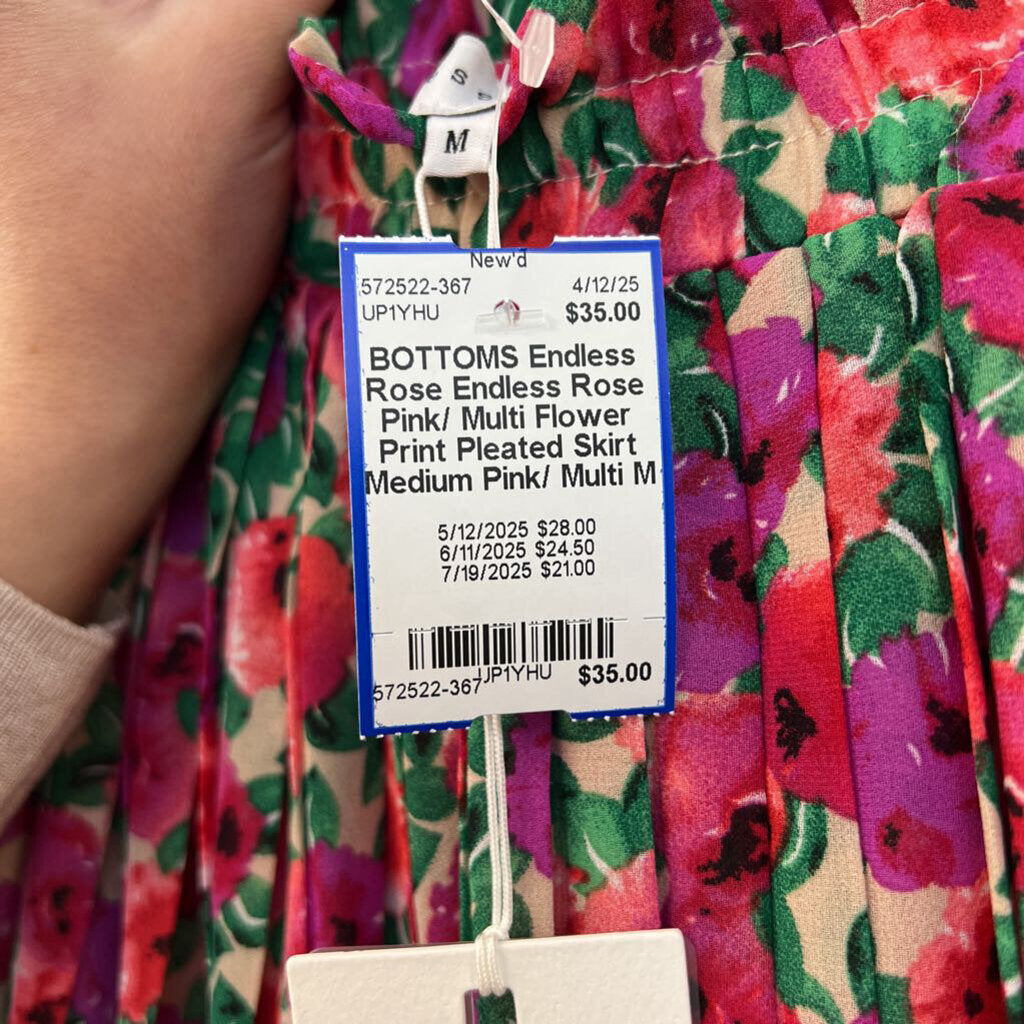 S
M
New'd
572522-367 4/12/25
UP1YHU $35.00
BOTTOMS Endless
Rose Endless Rose
Pink/ Multi Flower
Print Pleated Skirt
Medium Pink/ Multi M
5/12/2025 $28.00
6/11/2025 $24.50
7/19/2025 $21.00
572522-367 UP1YHU $35.00